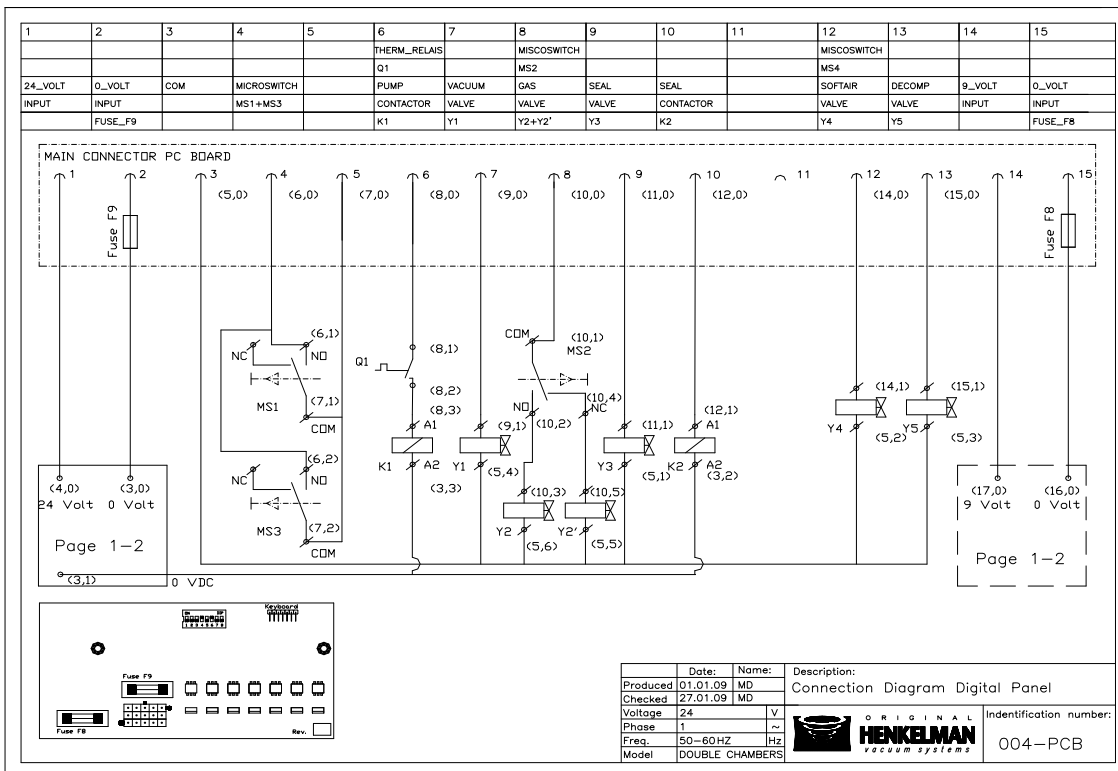 1 2 3 4 5 6 7 8 9 10 11 12 13 14 15
THERM_RELAIS MISCOSWITCH MISCOSWITCH
Q1 MS2 MS4
24_VOLT 0_VOLT COM MICROSWITCH PUMP VACUUM GAS SEAL SEAL SOFTAIR DECOMP 9_VOLT 0_VOLT
INPUT INPUT MS1+MS3 CONTACTOR VALVE VALVE VALVE CONTACTOR VALVE VALVE INPUT INPUT
FUSE_F9 K1 Y1 Y2+Y2' Y3 K2 Y4 Y5 FUSE_F8
MAIN CONNECTOR PC BOARD
1 2 3 4 5 6 7 8 9 10 11 12 13 14 15
(5,0) (6,0) (7,0) (8,0) (9,0) (10,0) (11,0) (12,0) (14,0) (15,0)
Fuse F9
Fuse F8
(6,1)
NC NO
MS1
(7,1)
COM
(6,2)
NC NO
MS3
(7,2)
COM
Q1
(8,1)
(8,2)
(8,3)
A1
K1 A2
(3,3)
(9,1)
Y1
(5,4)
COM
(10,1)
MS2
NO
(10,2)
(10,4)
NC
(10,3)
Y2
(5,6)
(10,5)
Y2'
(5,5)
(11,1)
Y3
(5,1)
(12,1)
A1
K2 A2
(3,2)
(14,1)
Y4
(5,2)
(15,1)
Y5
(5,3)
(4,0) (3,0)
24 Volt 0 Volt
Page 1-2
(3,1)
0 VDC
(17,0) (16,0)
9 Volt 0 Volt
Page 1-2
Keyboard
1 2 3 4 5 6 7 8
Fuse F9
Fuse F8
Rev.
Date: Name: Description:
Produced 01.01.09 MD
Connection Diagram Digital Panel
Checked 27.01.09 MD
Voltage 24 V
Phase 1 ~
Freq. 50-60HZ Hz
Model DOUBLE CHAMBERS
ORIGINAL
HENKELMAN
vacuum systems
Indentification number:
004-PCB